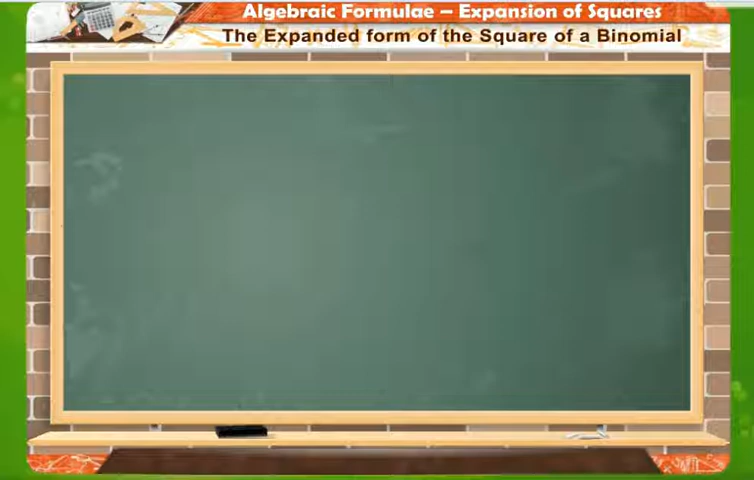 Algebraic Formulae – Expansion of Squares
The Expanded form of the Square of a Binomial